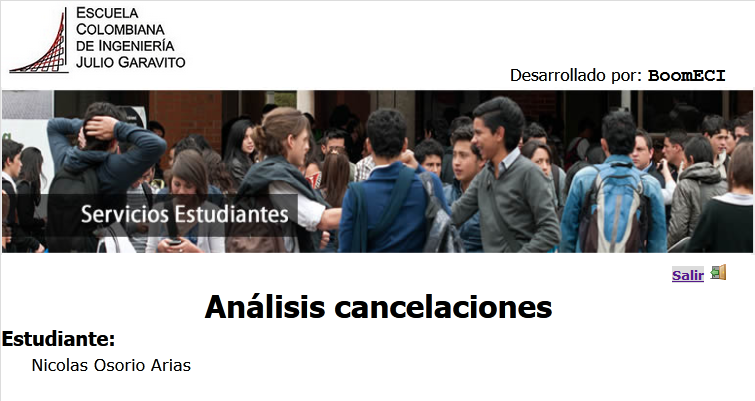 ESCUELA
COLOMBIANA
DE INGENIERÍA
JULIO GARAVITO
Desarrollado por: BoomECI
Servicios Estudiantes
Salir
Análisis cancelaciones
Estudiante:
Nicolas Osorio Arias